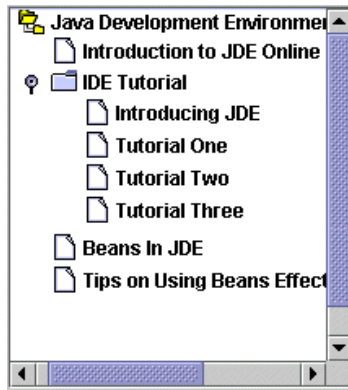 Java Development Environmen
Introduction to JDE Online
IDE Tutorial
Introducing JDE
Tutorial One
Tutorial Two
Tutorial Three
Beans In JDE
Tips on Using Beans Effect